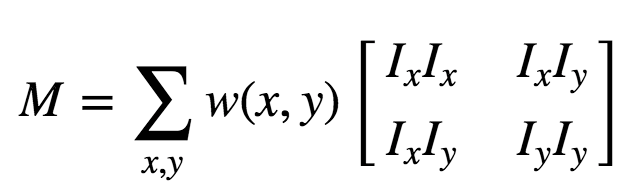 M = ∑_{x,y} w(x, y) [ I_x I_x   I_x I_y
I_x I_y   I_y I_y ]